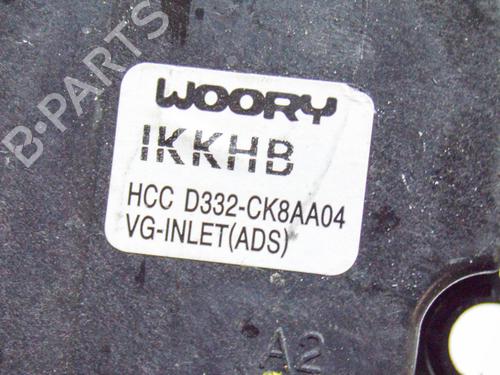 B-PARTS
WOORY
IKKHB
HCC D332-CK8AA04
VG-INLET(ADS)
A2